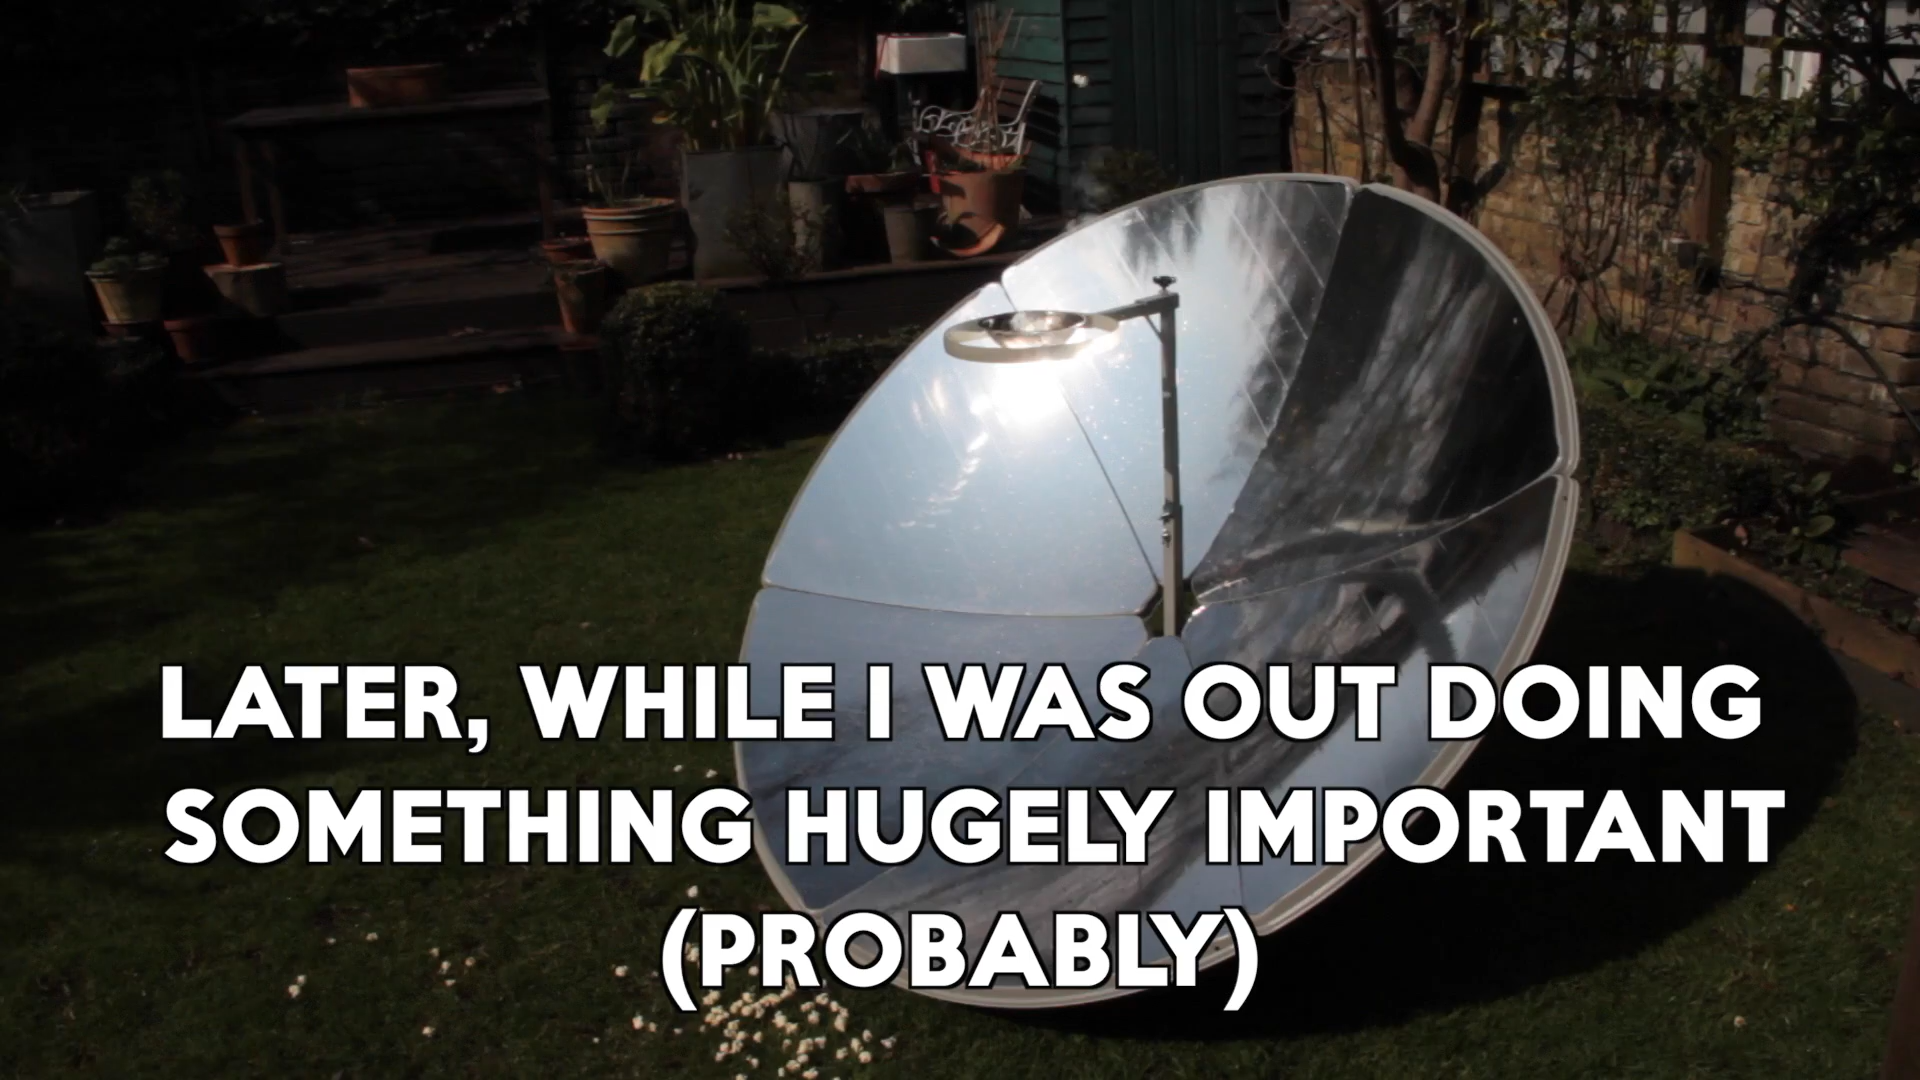 LATER, WHILE I WAS OUT DOING
SOMETHING HUGELY IMPORTANT
(PROBABLY)